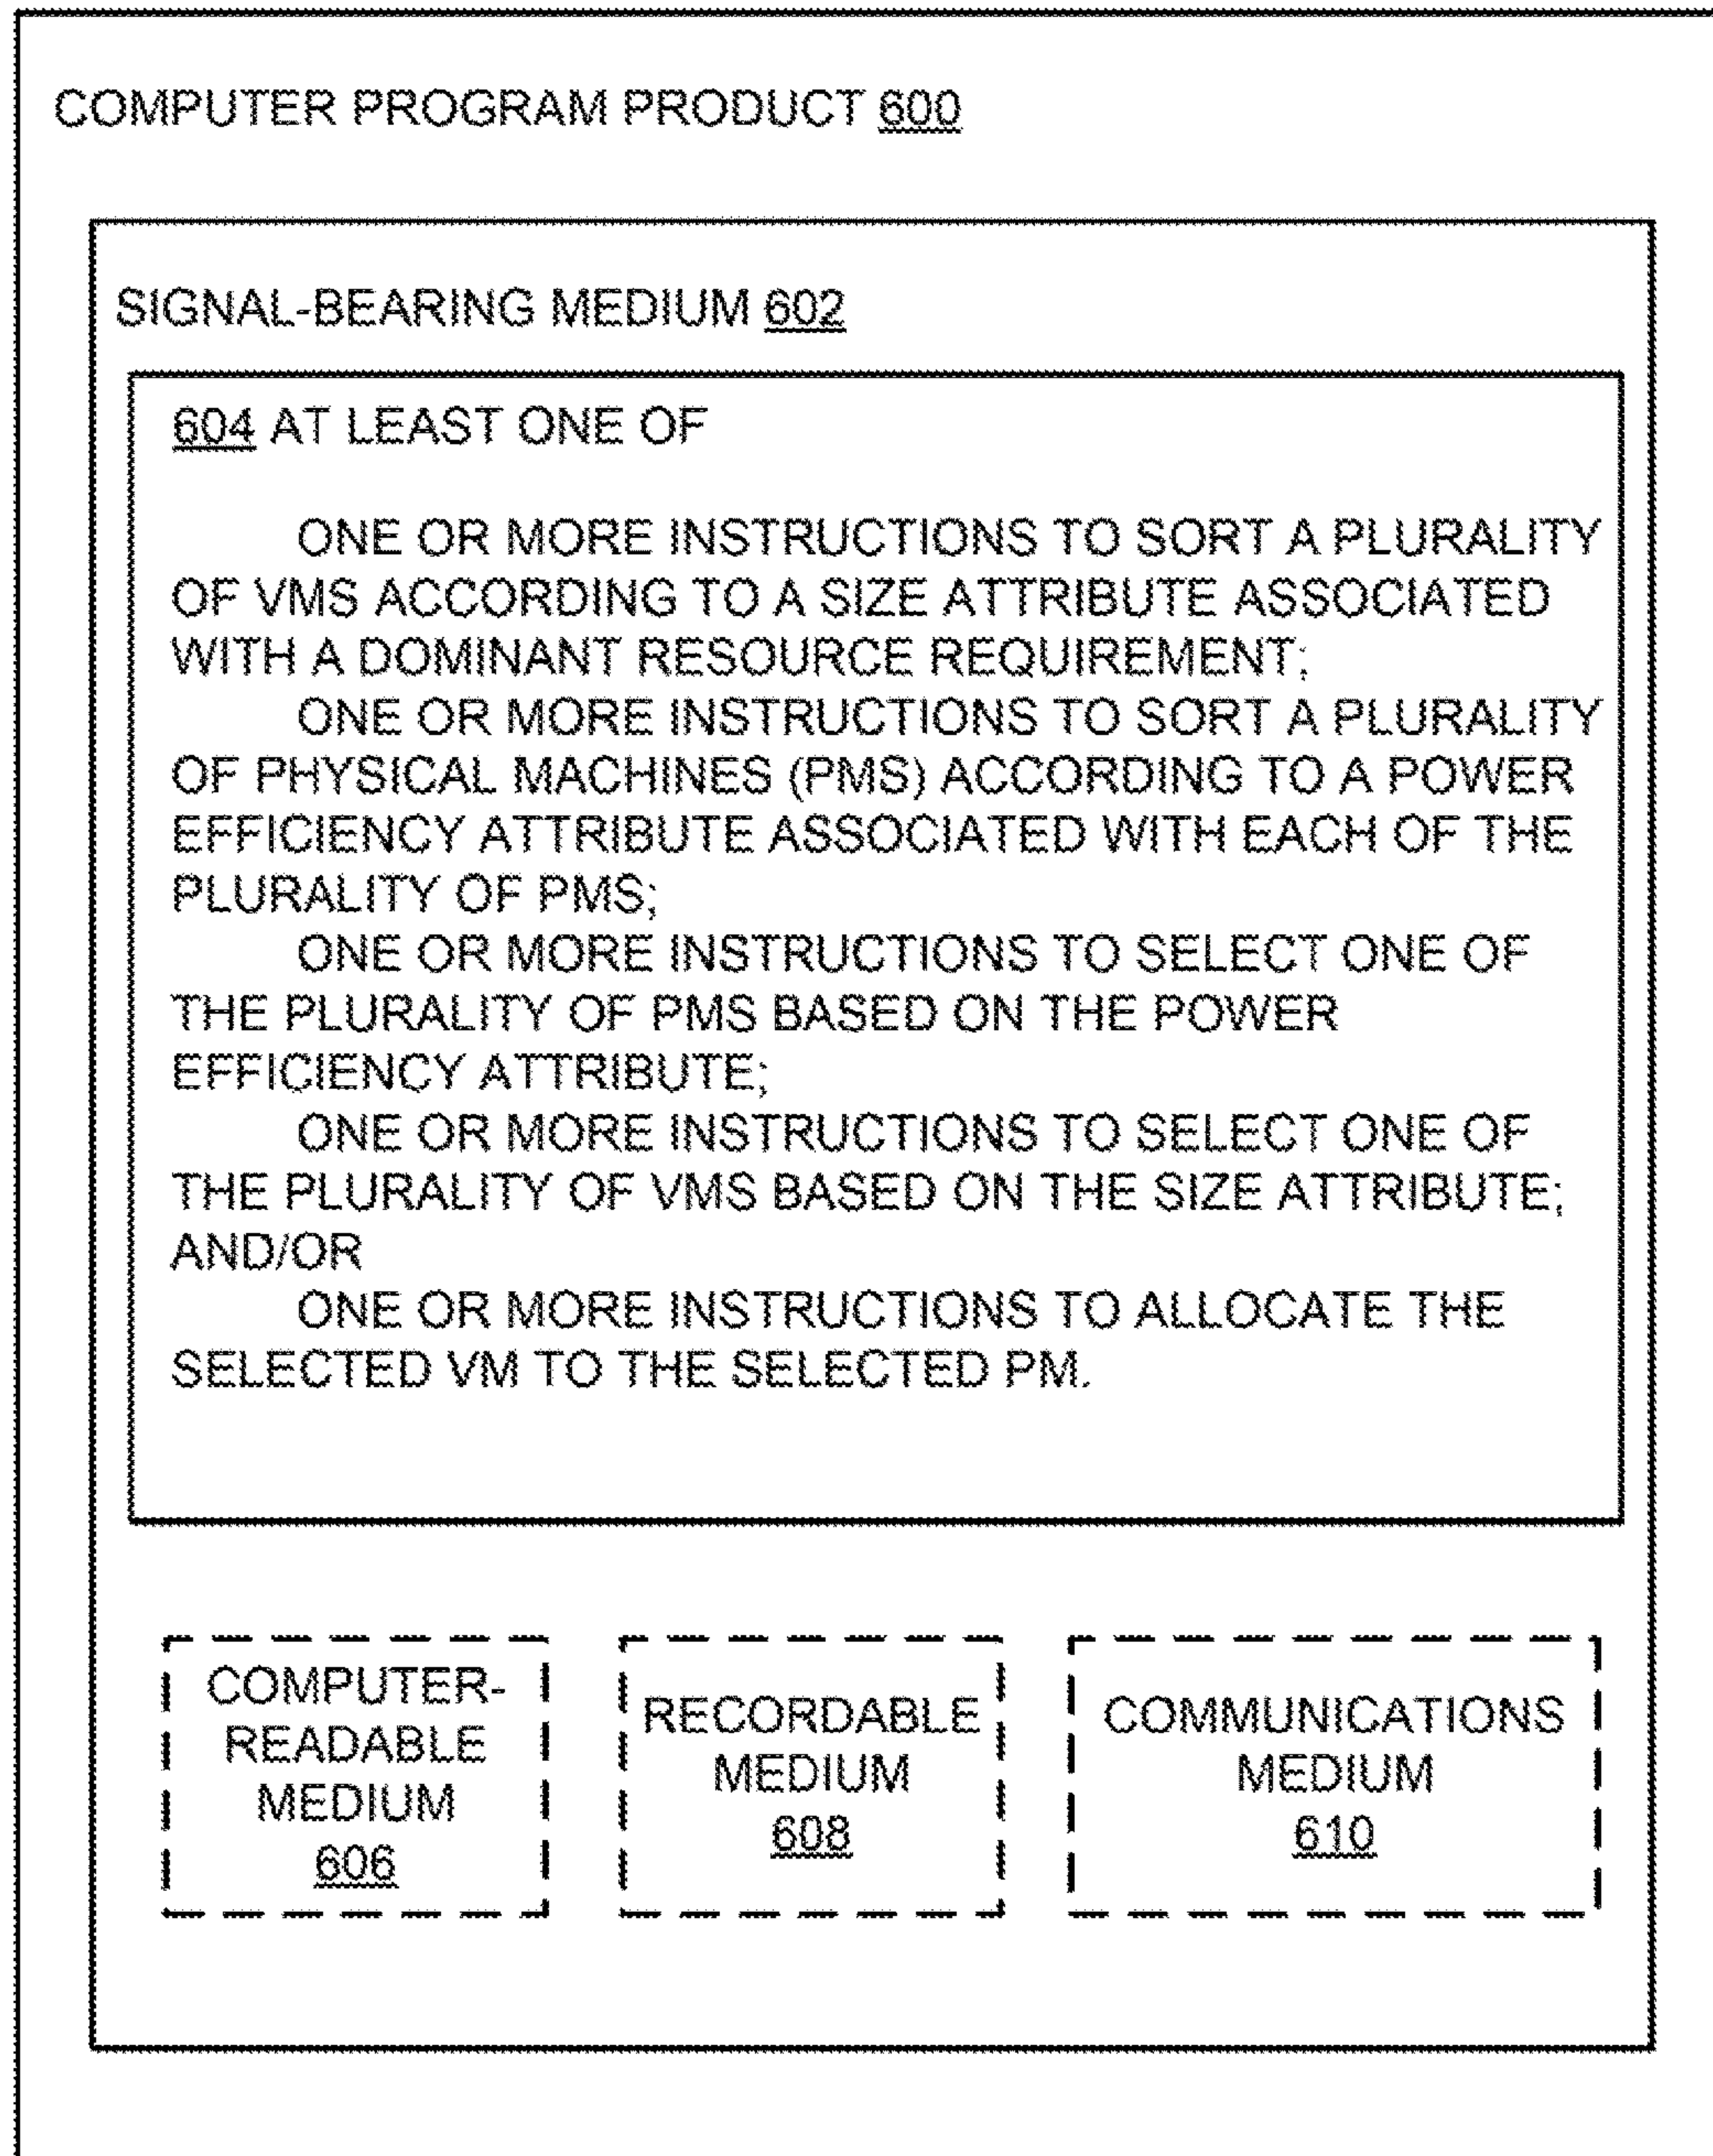 COMPUTER PROGRAM PRODUCT 600
SIGNAL-BEARING MEDIUM 602
604 AT LEAST ONE OF
ONE OR MORE INSTRUCTIONS TO SORT A PLURALITY
OF VMS ACCORDING TO A SIZE ATTRIBUTE ASSOCIATED
WITH A DOMINANT RESOURCE REQUIREMENT;
ONE OR MORE INSTRUCTIONS TO SORT A PLURALITY
OF PHYSICAL MACHINES (PMS) ACCORDING TO A POWER
EFFICIENCY ATTRIBUTE ASSOCIATED WITH EACH OF THE
PLURALITY OF PMS;
ONE OR MORE INSTRUCTIONS TO SELECT ONE OF
THE PLURALITY OF PMS BASED ON THE POWER
EFFICIENCY ATTRIBUTE;
ONE OR MORE INSTRUCTIONS TO SELECT ONE OF
THE PLURALITY OF VMS BASED ON THE SIZE ATTRIBUTE;
AND/OR
ONE OR MORE INSTRUCTIONS TO ALLOCATE THE
SELECTED VM TO THE SELECTED PM.
COMPUTER-
READABLE
MEDIUM
606
RECORDABLE
MEDIUM
608
COMMUNICATIONS
MEDIUM
610